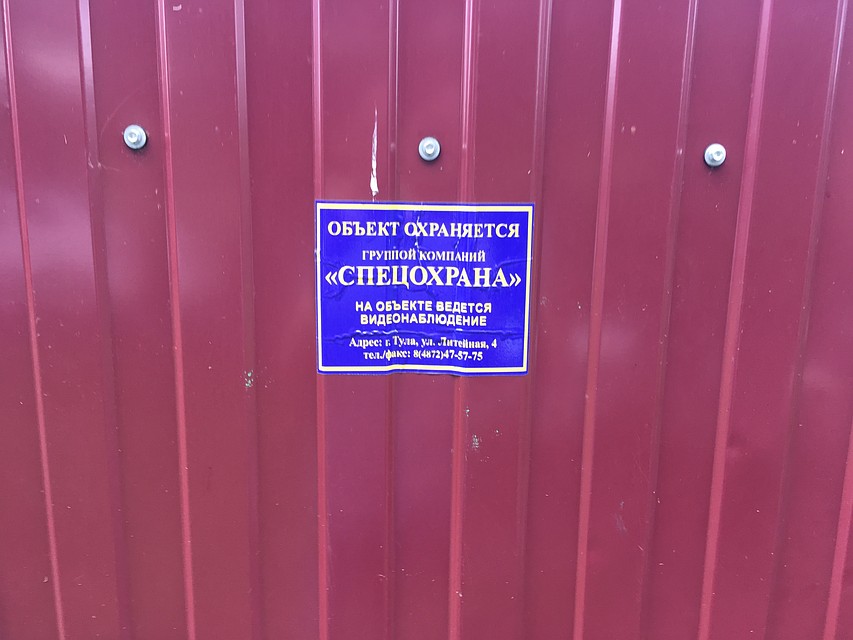 ОБЪЕКТ ОХРАНЯЕТСЯ
ГРУППОЙ КОМПАНИЙ
«СПЕЦОХРАНА»
НА ОБЪЕКТЕ ВЕДЕТСЯ
ВИДЕОНАБЛЮДЕНИЕ
Адрес: г. Тула, ул. Литейная, 4
тел./факс: 8(4872)47-57-75